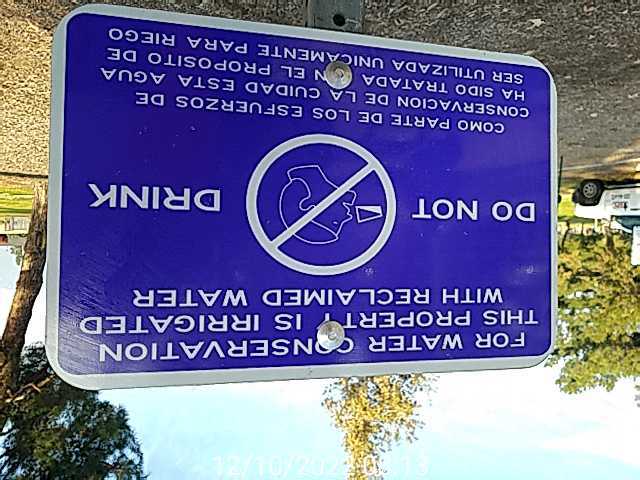 FOR WATER CONSERVATION
THIS PROPERTY IS IRRIGATED
WITH RECLAIMED WATER
DO NOT DRINK
COMO PARTE DE LOS ESFUERZOS DE
CONSERVACION DE LA CUIDAD ESTA AGUA
HA SIDO TRATADA CON EL PROPOSITO DE
SER UTILIZADA UNICAMENTE PARA RIEGO